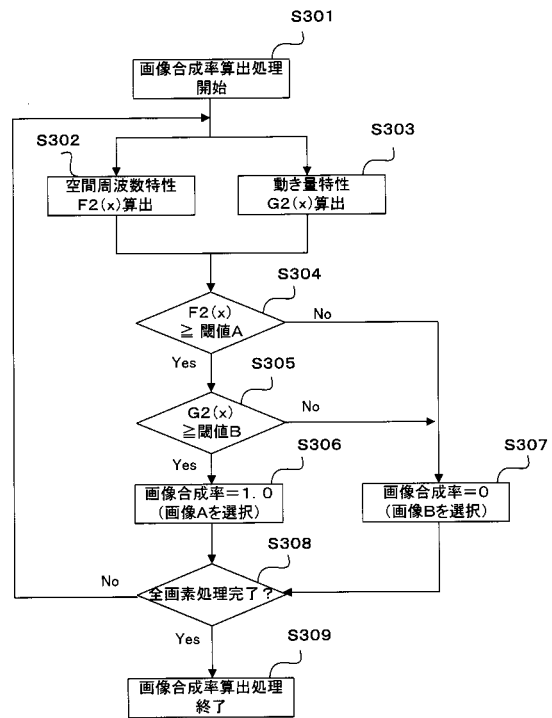 S301
画像合成率算出処理
開始
S302
空間周波数特性
F2(x)算出
S303
動き量特性
G2(x)算出
S304
F2(x)
≧ 閾値A
No
Yes
S305
G2(x)
≧閾値B
No
Yes
S306
画像合成率=1.0
(画像Aを選択)
S307
画像合成率=0
(画像Bを選択)
S308
全画素処理完了?
No
Yes
S309
画像合成率算出処理
終了